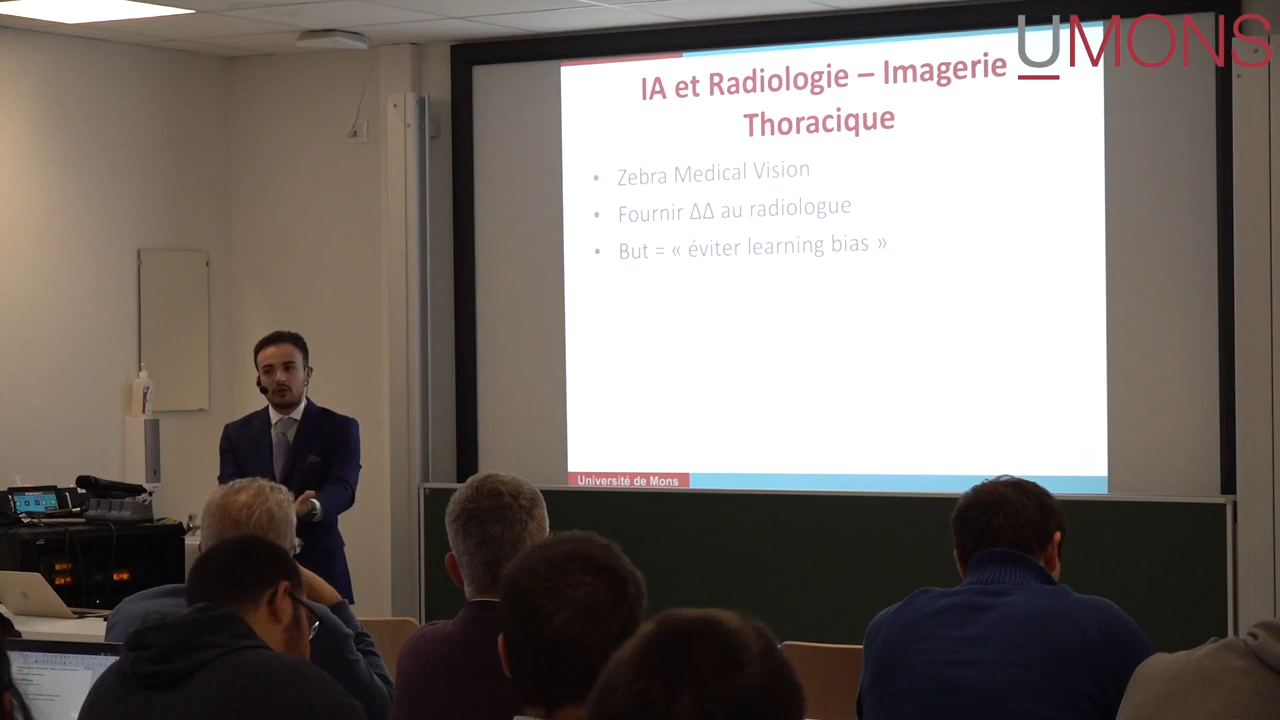 UMONS
IA et Radiologie – Imagerie
Thoracique
• Zebra Medical Vision
• Fournir ΔΔ au radiologue
• But = « éviter learning bias »
Université de Mons